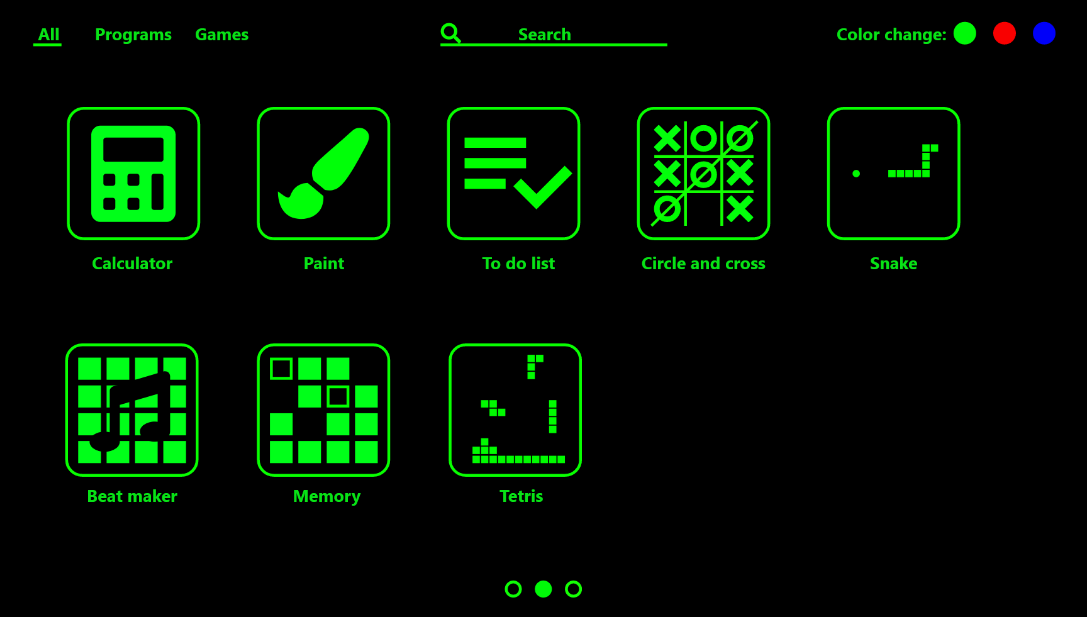 All Programs Games Search Color change:
Calculator Paint To do list Circle and cross Snake
Beat maker Memory Tetris